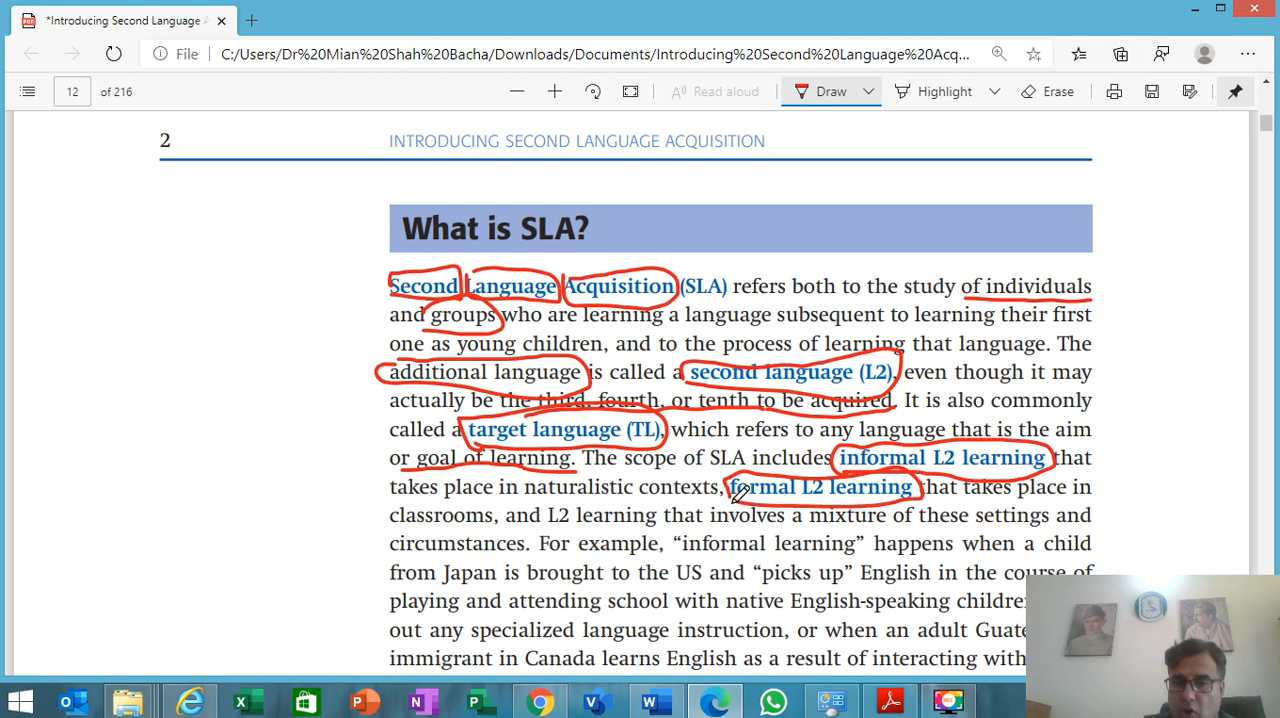 *Introducing Second Language A
File C:/Users/Dr%20Mian%20Shah%20Bacha/Downloads/Documents/Introducing%20Second%20Language%20Acq...
12 of 216 Read aloud Draw Highlight Erase
2 INTRODUCING SECOND LANGUAGE ACQUISITION
What is SLA?
Second Language Acquisition (SLA) refers both to the study of individuals
and groups who are learning a language subsequent to learning their first
one as young children, and to the process of learning that language. The
additional language is called a second language (L2), even though it may
actually be the third, fourth, or tenth to be acquired. It is also commonly
called a target language (TL), which refers to any language that is the aim
or goal of learning. The scope of SLA includes informal L2 learning that
takes place in naturalistic contexts, formal L2 learning that takes place in
classrooms, and L2 learning that involves a mixture of these settings and
circumstances. For example, “informal learning” happens when a child
from Japan is brought to the US and “picks up” English in the course of
playing and attending school with native English-speaking children
out any specialized language instruction, or when an adult Guate
immigrant in Canada learns English as a result of interacting with